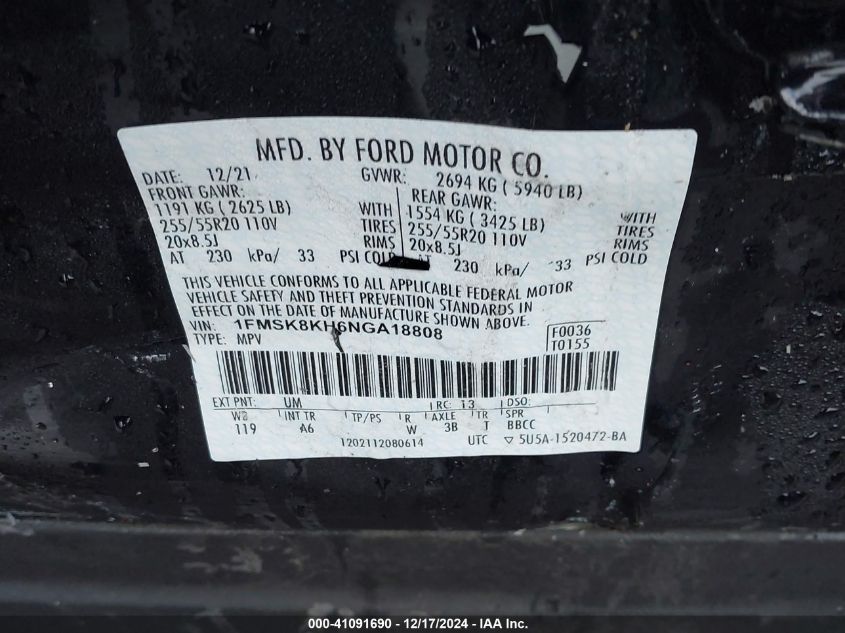 MFD. BY FORD MOTOR CO.
DATE: 12/21 GVWR: 2694 KG ( 5940 LB)
FRONT GAWR: REAR GAWR:
1191 KG ( 2625 LB) WITH 1554 KG ( 3425 LB) WITH
255/55R20 110V TIRES 255/55R20 110V TIRES
20x8.5J RIMS 20x8.5J RIMS
AT 230 kPa/ 33 PSI COLD AT 230 kPa/ 33 PSI COLD
THIS VEHICLE CONFORMS TO ALL APPLICABLE FEDERAL MOTOR
VEHICLE SAFETY AND THEFT PREVENTION STANDARDS IN
EFFECT ON THE DATE OF MANUFACTURE SHOWN ABOVE.
VIN: 1FMSK8KH6NGA18808 F0036
TYPE: MPV T0155
EXT PNT: UM RC: 13 DSO:
WB INT TR TP/PS R AXLE TR SPR
119 A6 W 3B T BBCC
1202112080614 UTC ▽ 5U5A-1520472-BA
000-41091690 - 12/17/2024 - IAA Inc.